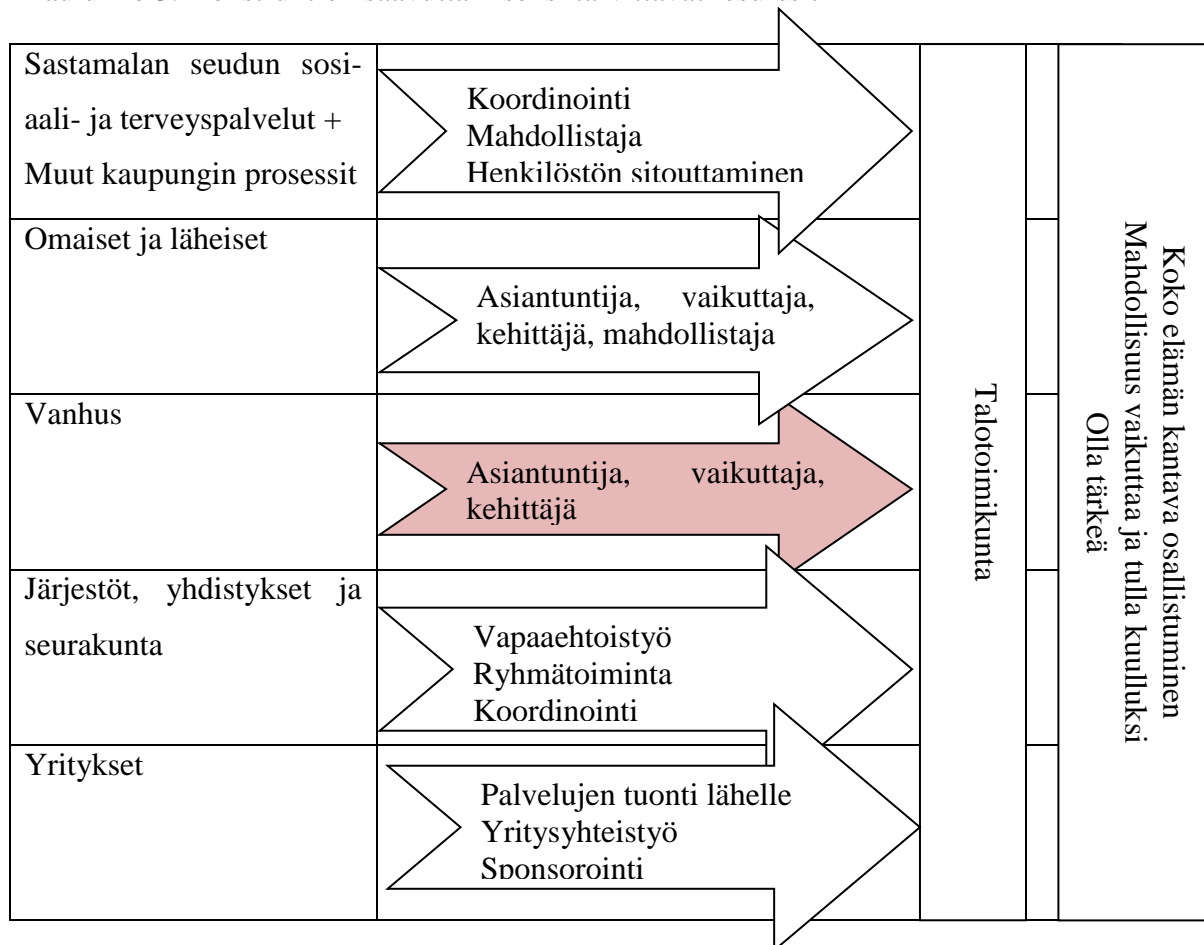 Sastamalan seudun sosi-
aali- ja terveyspalvelut +
Muut kaupungin prosessit
Koordinointi
Mahdollistaja
Henkilöstön sitouttaminen
Omaiset ja läheiset
Asiantuntija, vaikuttaja,
kehittäjä, mahdollistaja
Vanhus
Asiantuntija, vaikuttaja,
kehittäjä
Järjestöt, yhdistykset ja
seurakunta
Vapaaehtoistyö
Ryhmätoiminta
Koordinointi
Yritykset
Palvelujen tuonti lähelle
Yritysyhteistyö
Sponsorointi
Talotoimikunta
Koko elämän kantava osallistuminen
Mahdollisuus vaikuttaa ja tulla kuulluksi
Olla tärkeä